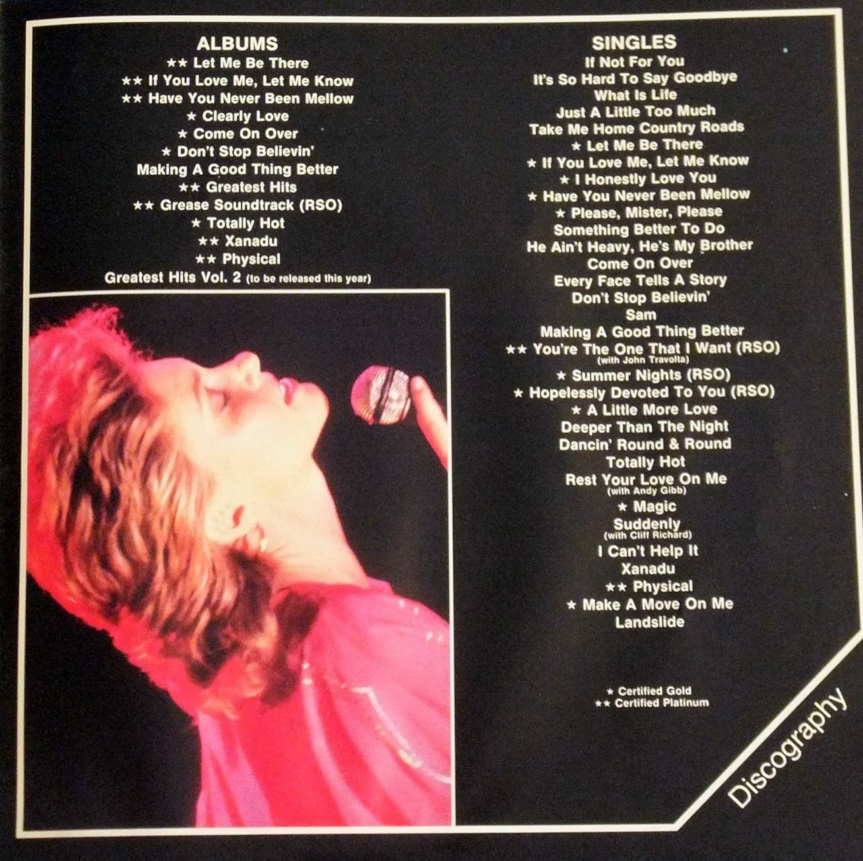 ALBUMS
★★ Let Me Be There
★★ If You Love Me, Let Me Know
★★ Have You Never Been Mellow
★ Clearly Love
★ Come On Over
★ Don't Stop Believin'
Making A Good Thing Better
★★ Greatest Hits
★★ Grease Soundtrack (RSO)
★ Totally Hot
★★ Xanadu
★★ Physical
Greatest Hits Vol. 2 (to be released this year)
SINGLES
If Not For You
It's So Hard To Say Goodbye
What Is Life
Just A Little Too Much
Take Me Home Country Roads
★ Let Me Be There
★ If You Love Me, Let Me Know
★ I Honestly Love You
★ Have You Never Been Mellow
★ Please, Mister, Please
Something Better To Do
He Ain't Heavy, He's My Brother
Come On Over
Every Face Tells A Story
Don't Stop Believin'
Sam
Making A Good Thing Better
★★ You're The One That I Want (RSO)
(with John Travolta)
★ Summer Nights (RSO)
★ Hopelessly Devoted To You (RSO)
★ A Little More Love
Deeper Than The Night
Dancin' Round & Round
Totally Hot
Rest Your Love On Me
(with Andy Gibb)
★ Magic
Suddenly
(with Cliff Richard)
I Can't Help It
Xanadu
★★ Physical
★ Make A Move On Me
Landslide
★ Certified Gold
★★ Certified Platinum
Discography